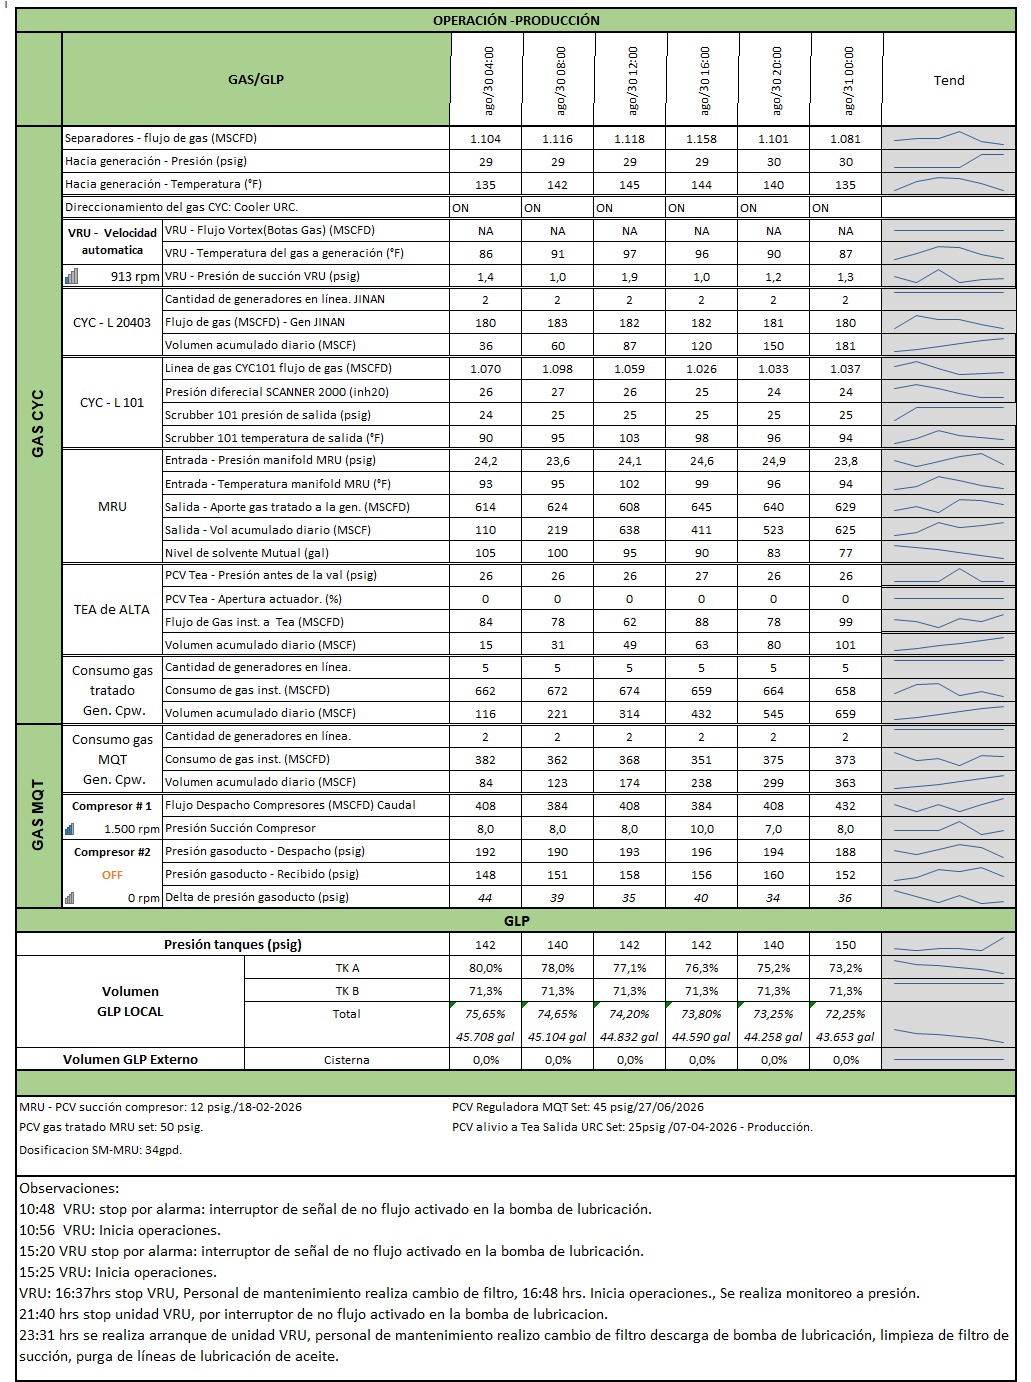 OPERACIÓN -PRODUCCIÓN
GAS/GLP ago/30 04:00 ago/30 08:00 ago/30 12:00 ago/30 16:00 ago/30 20:00 ago/31 00:00 Tend
GAS CYC
Separadores - flujo de gas (MSCFD) 1.104 1.116 1.118 1.158 1.101 1.081
Hacia generación - Presión (psig) 29 29 29 29 30 30
Hacia generación - Temperatura (°F) 135 142 145 144 140 135
Direccionamiento del gas CYC: Cooler URC. ON ON ON ON ON ON
VRU - Velocidad automatica
913 rpm
VRU - Flujo Vortex(Botas Gas) (MSCFD) NA NA NA NA NA NA
VRU - Temperatura del gas a generación (°F) 86 91 97 96 90 87
VRU - Presión de succión VRU (psig) 1,4 1,0 1,9 1,0 1,2 1,3
CYC - L 20403
Cantidad de generadores en línea. JINAN 2 2 2 2 2 2
Flujo de gas (MSCFD) - Gen JINAN 180 183 182 182 181 180
Volumen acumulado diario (MSCF) 36 60 87 120 150 181
CYC - L 101
Linea de gas CYC101 flujo de gas (MSCFD) 1.070 1.098 1.059 1.026 1.033 1.037
Presión diferecial SCANNER 2000 (inh20) 26 27 26 25 24 24
Scrubber 101 presión de salida (psig) 24 25 25 25 25 25
Scrubber 101 temperatura de salida (°F) 90 95 103 98 96 94
MRU
Entrada - Presión manifold MRU (psig) 24,2 23,6 24,1 24,6 24,9 23,8
Entrada - Temperatura manifold MRU (°F) 93 95 102 99 96 94
Salida - Aporte gas tratado a la gen. (MSCFD) 614 624 608 645 640 629
Salida - Vol acumulado diario (MSCF) 110 219 638 411 523 625
Nivel de solvente Mutual (gal) 105 100 95 90 83 77
TEA de ALTA
PCV Tea - Presión antes de la val (psig) 26 26 26 27 26 26
PCV Tea - Apertura actuador. (%) 0 0 0 0 0 0
Flujo de Gas inst. a  Tea (MSCFD) 84 78 62 88 78 99
Volumen acumulado diario (MSCF) 15 31 49 63 80 101
Consumo gas tratado Gen. Cpw.
Cantidad de generadores en línea. 5 5 5 5 5 5
Consumo de gas inst. (MSCFD) 662 672 674 659 664 658
Volumen acumulado diario (MSCF) 116 221 314 432 545 659
GAS MQT
Consumo gas MQT Gen. Cpw.
Cantidad de generadores en línea. 2 2 2 2 2 2
Consumo de gas inst. (MSCFD) 382 362 368 351 375 373
Volumen acumulado diario (MSCF) 84 123 174 238 299 363
Compresor # 1
1.500 rpm
Flujo Despacho Compresores (MSCFD) Caudal 408 384 408 384 408 432
Presión Succión Compresor 8,0 8,0 8,0 10,0 7,0 8,0
Compresor #2
OFF
0 rpm
Presión gasoducto - Despacho (psig) 192 190 193 196 194 188
Presión gasoducto - Recibido (psig) 148 151 158 156 160 152
Delta de presión gasoducto (psig) 44 39 35 40 34 36
GLP
Presión tanques (psig) 142 140 142 142 140 150
Volumen GLP LOCAL
TK A 80,0% 78,0% 77,1% 76,3% 75,2% 73,2%
TK B 71,3% 71,3% 71,3% 71,3% 71,3% 71,3%
Total 75,65% 74,65% 74,20% 73,80% 73,25% 72,25%
45.708 gal 45.104 gal 44.832 gal 44.590 gal 44.258 gal 43.653 gal
Volumen GLP Externo Cisterna 0,0% 0,0% 0,0% 0,0% 0,0% 0,0%
MRU - PCV succión compresor: 12 psig./18-02-2026 PCV Reguladora MQT Set: 45 psig/27/06/2026
PCV gas tratado MRU set: 50 psig. PCV alivio a Tea Salida URC Set: 25psig /07-04-2026 - Producción.
Dosificacion SM-MRU: 34gpd.
Observaciones:
10:48  VRU: stop por alarma: interruptor de señal de no flujo activado en la bomba de lubricación.
10:56  VRU: Inicia operaciones.
15:20 VRU stop por alarma: interruptor de señal de no flujo activado en la bomba de lubricación.
15:25 VRU: Inicia operaciones.
VRU: 16:37hrs stop VRU, Personal de mantenimiento realiza cambio de filtro, 16:48 hrs. Inicia operaciones., Se realiza monitoreo a presión.
21:40 hrs stop unidad VRU, por interruptor de no flujo activado en la bomba de lubricacion.
23:31 hrs se realiza arranque de unidad VRU, personal de mantenimiento realizo cambio de filtro descarga de bomba de lubricación, limpieza de filtro de
succión, purga de líneas de lubricación de aceite.